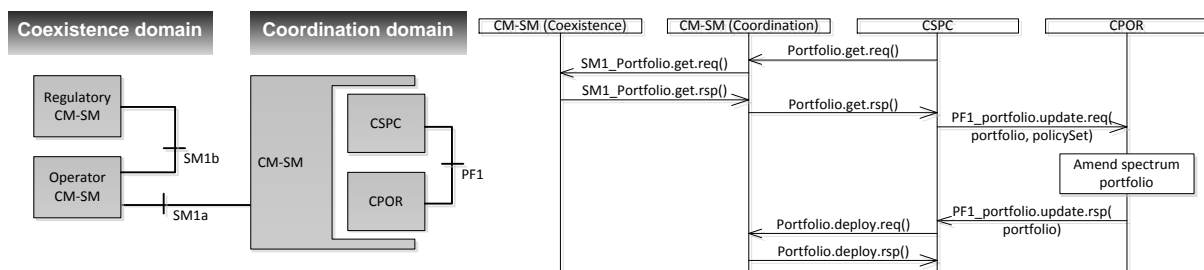 Coexistence domain
Coordination domain
Regulatory
CM-SM
Operator
CM-SM
SM1b
SM1a
CM-SM
CSPC
CPOR
PF1
CM-SM (Coexistence)
CM-SM (Coordination)
CSPC
CPOR
Portfolio.get.req()
SM1_Portfolio.get.req()
SM1_Portfolio.get.rsp()
Portfolio.get.rsp()
PF1_portfolio.update.req(
portfolio, policySet)
Amend spectrum
portfolio
PF1_portfolio.update.rsp(
portfolio)
Portfolio.deploy.req()
Portfolio.deploy.rsp()